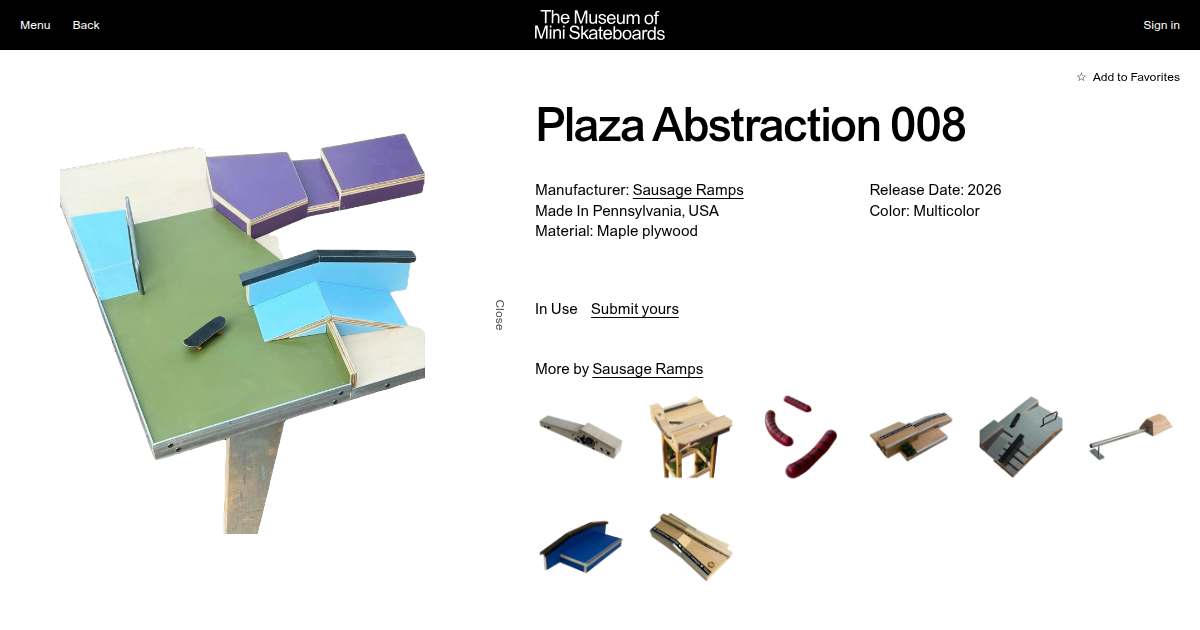 Menu
Back
The Museum of
Mini Skateboards
Sign in
☆ Add to Favorites
Plaza Abstraction 008
Manufacturer: Sausage Ramps
Made In Pennsylvania, USA
Material: Maple plywood
Release Date: 2026
Color: Multicolor
Close
In Use Submit yours
More by Sausage Ramps